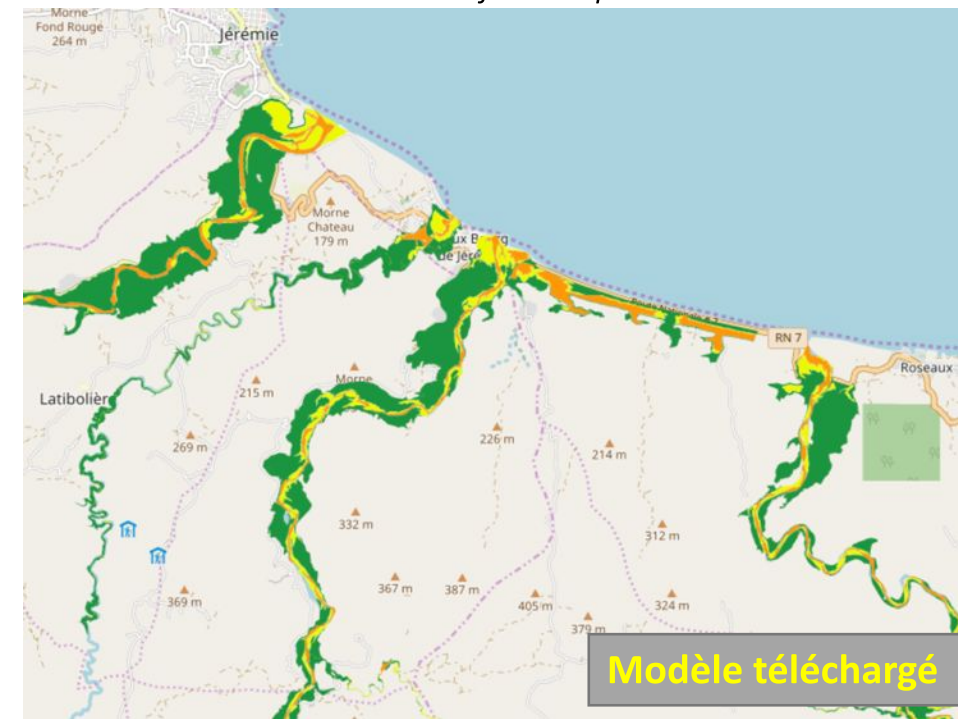 Morne
Fond Rouge
264 m
Jérémie
Morne
Chateau
179 m
de Jér
RN 7
Roseaux
Morne
215 m
Latibolièr
269 m
226 m
214 m
332 m
312 m
367 m
387 m
369 m
405 m
324 m
379 m
Modèle téléchargé